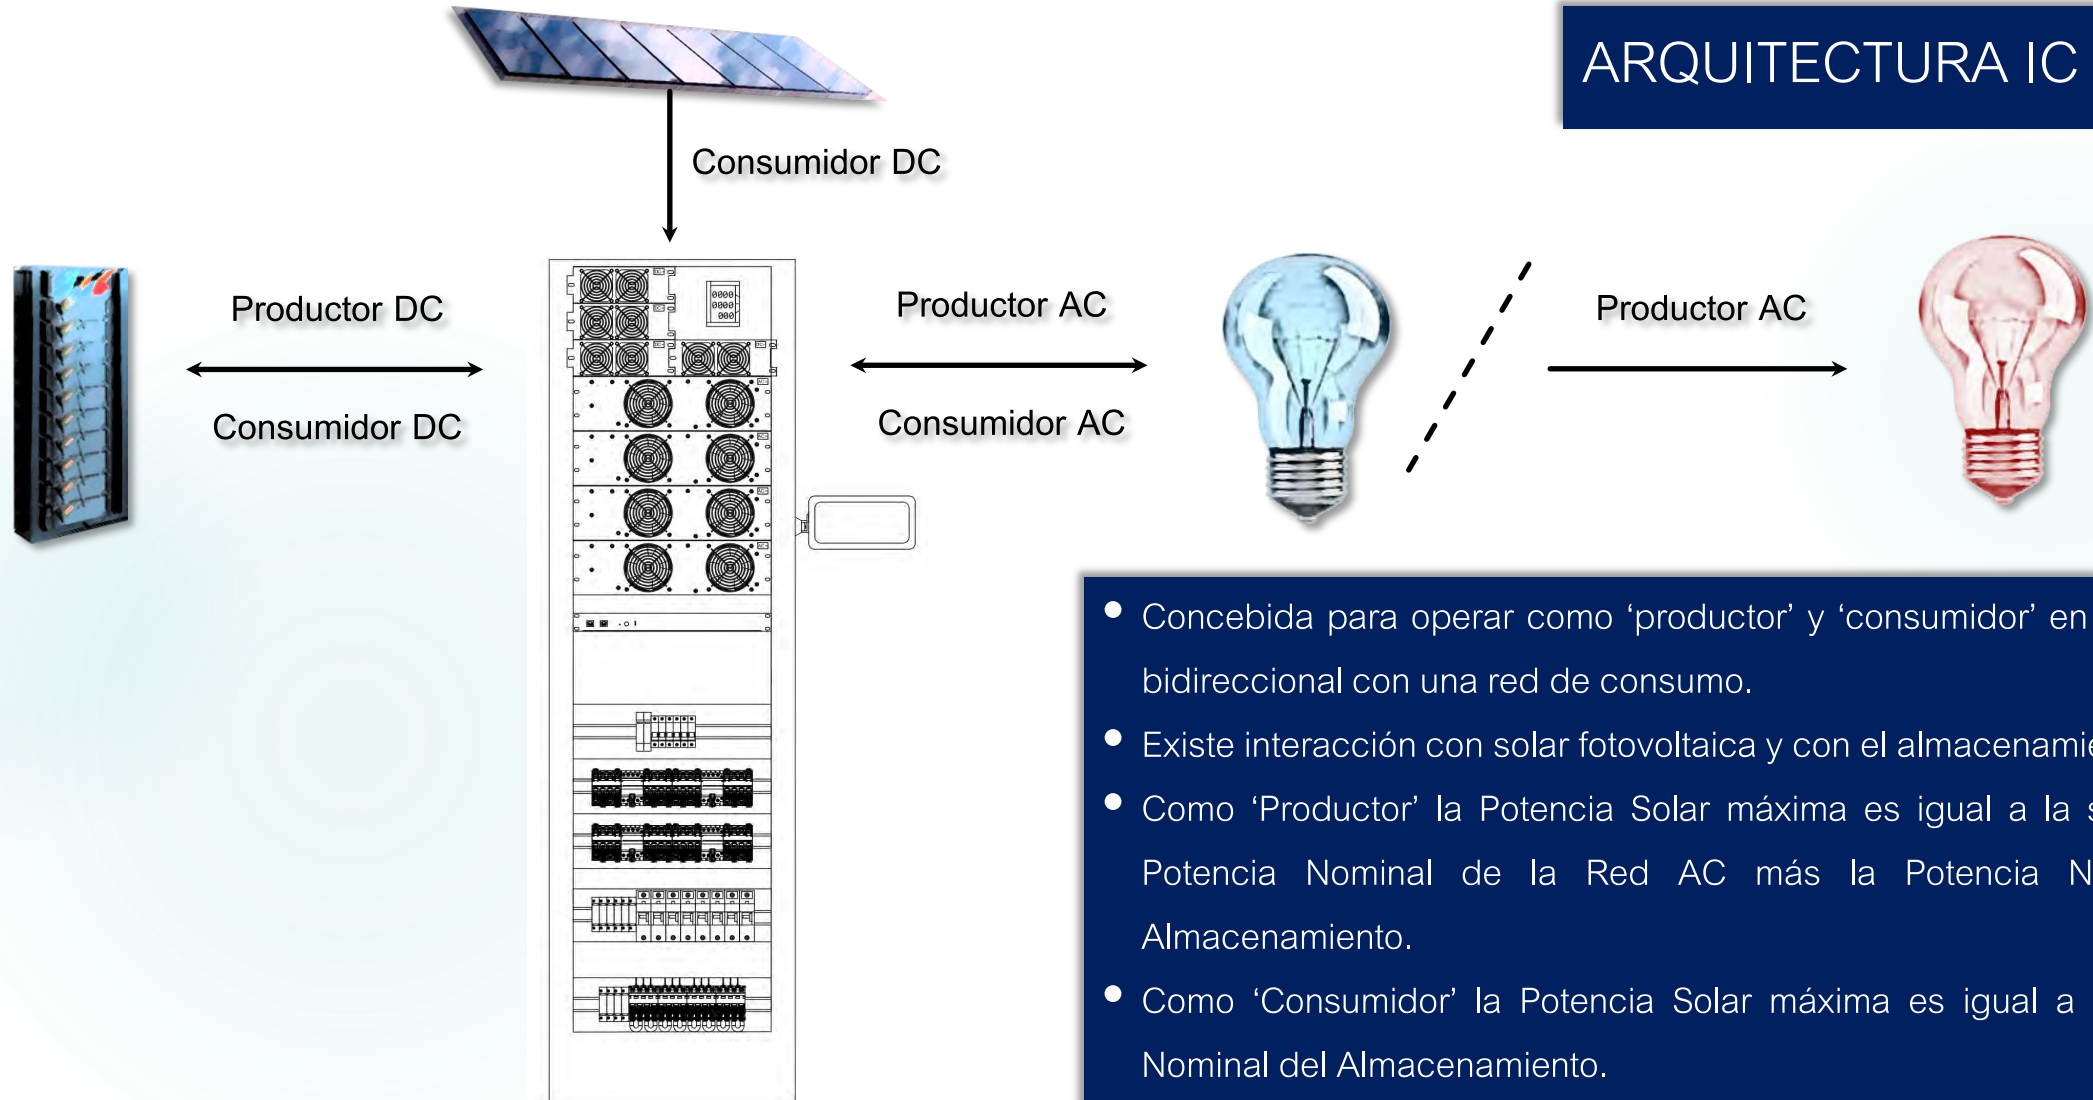 ARQUITECTURA IC
Consumidor DC
Productor DC
Consumidor DC
Productor AC
Consumidor AC
Productor AC
• Concebida para operar como ‘productor’ y ‘consumidor’ en
bidireccional con una red de consumo.
• Existe interacción con solar fotovoltaica y con el
• Como ‘Productor’ la Potencia Solar máxima es igual a la
Potencia Nominal de la Red AC más la Potencia
Almacenamiento.
• Como ‘Consumidor’ la Potencia Solar máxima es igual a
Nominal del Almacenamiento.